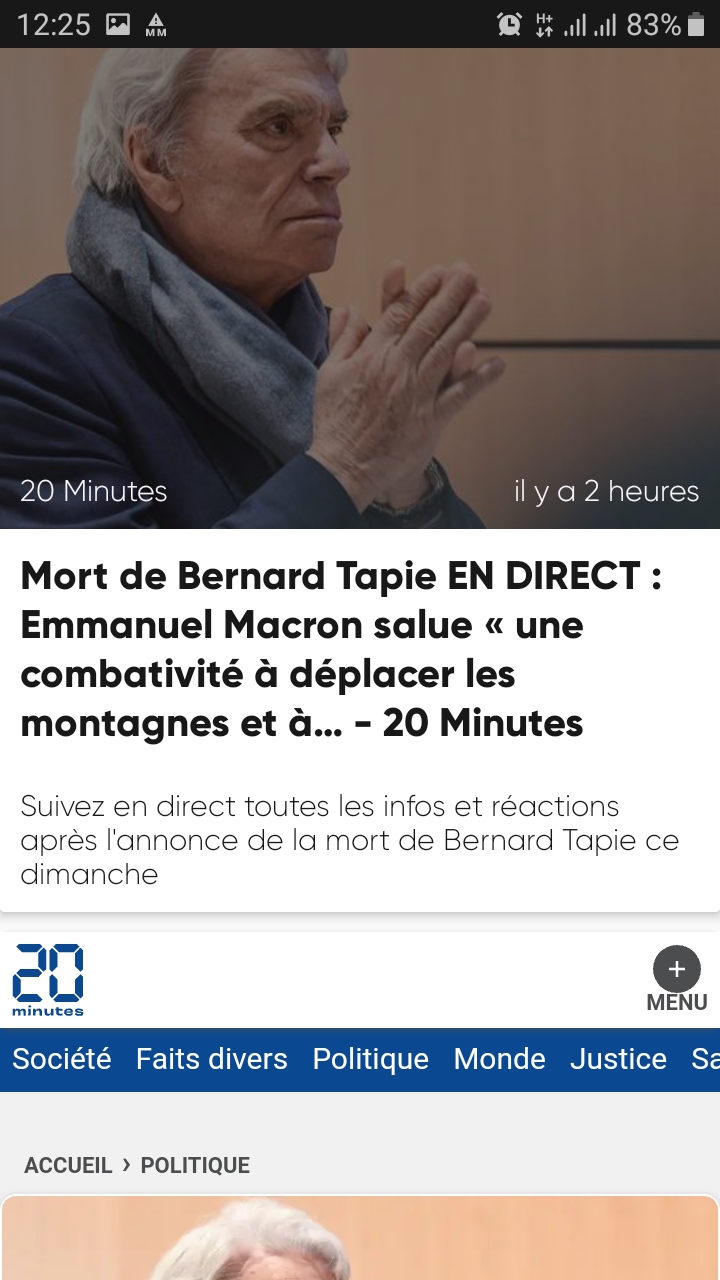 12:25
MM
H+
83%
20 Minutes
il y a 2 heures
Mort de Bernard Tapie EN DIRECT :
Emmanuel Macron salue « une
combativité à déplacer les
montagnes et à... - 20 Minutes
Suivez en direct toutes les infos et réactions
après l'annonce de la mort de Bernard Tapie ce
dimanche
20
minutes
+
MENU
Société Faits divers Politique Monde Justice Sa
ACCUEIL › POLITIQUE